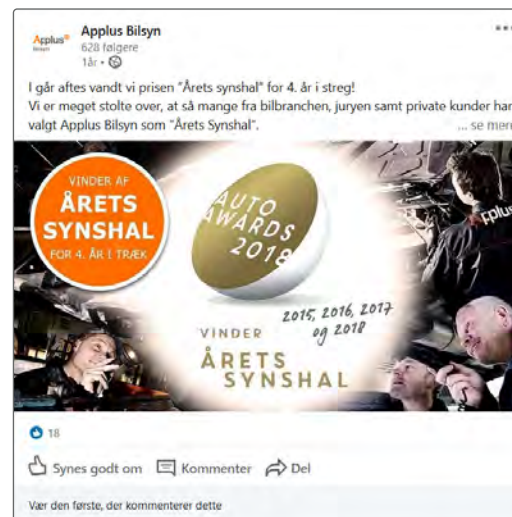 Applus⊕
Bilsyn
Applus Bilsyn
628 følgere
1år •
I går aftes vandt vi prisen "Årets synshal" for 4. år i streg!
Vi er meget stolte over, at så mange fra bilbranchen, juryen samt private kunder har
valgt Applus Bilsyn som "Årets Synshal".
... se mere
VINDER AF
ÅRETS
SYNSHAL
FOR 4. ÅR I TRÆK
AUTO
AWARDS
2018
2015, 2016, 2017
og 2018
VINDER
ÅRETS
SYNSHAL
Applus
18
Synes godt om
Kommenter
Del
Vær den første, der kommenterer dette